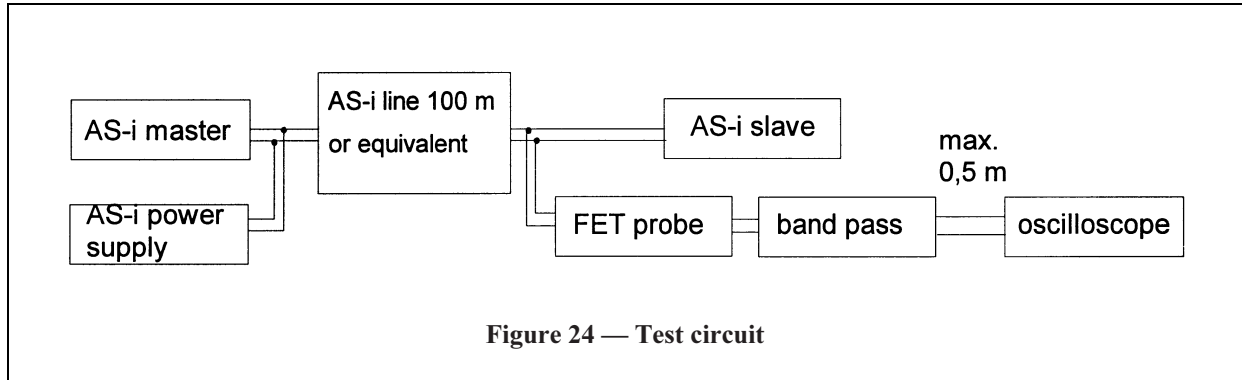 AS-i master
AS-i power
supply
AS-i line 100 m
or equivalent
AS-i slave
FET probe
band pass
max.
0,5 m
oscilloscope
Figure 24 — Test circuit